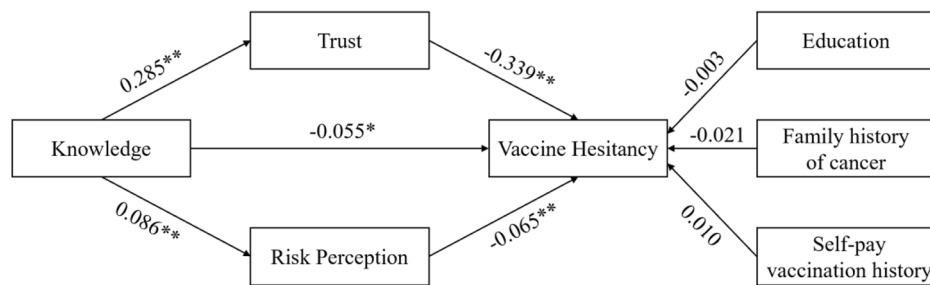 Trust
Education
0.285**
-0.339**
-0.003
Knowledge
-0.055*
Vaccine Hesitancy
-0.021
Family history
of cancer
0.086**
-0.065**
0.010
Risk Perception
Self-pay
vaccination history